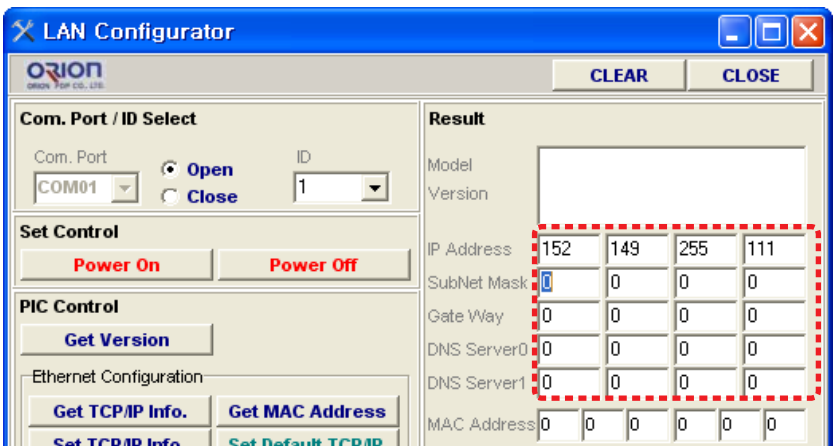 LAN Configurator
ORION
ORION PDP CO., LTD.
CLEAR CLOSE
Com. Port / ID Select
Com. Port
COM01
Open
Close
ID
1
Set Control
Power On Power Off
PIC Control
Get Version
Ethernet Configuration
Get TCP/IP Info. Get MAC Address
Set TCP/IP Info. Set Default TCP/IP
Result
Model
Version
IP Address 152 149 255 111
SubNet Mask 0 0 0 0
Gate Way 0 0 0 0
DNS Server0 0 0 0 0
DNS Server1 0 0 0 0
MAC Address 0 0 0 0 0 0